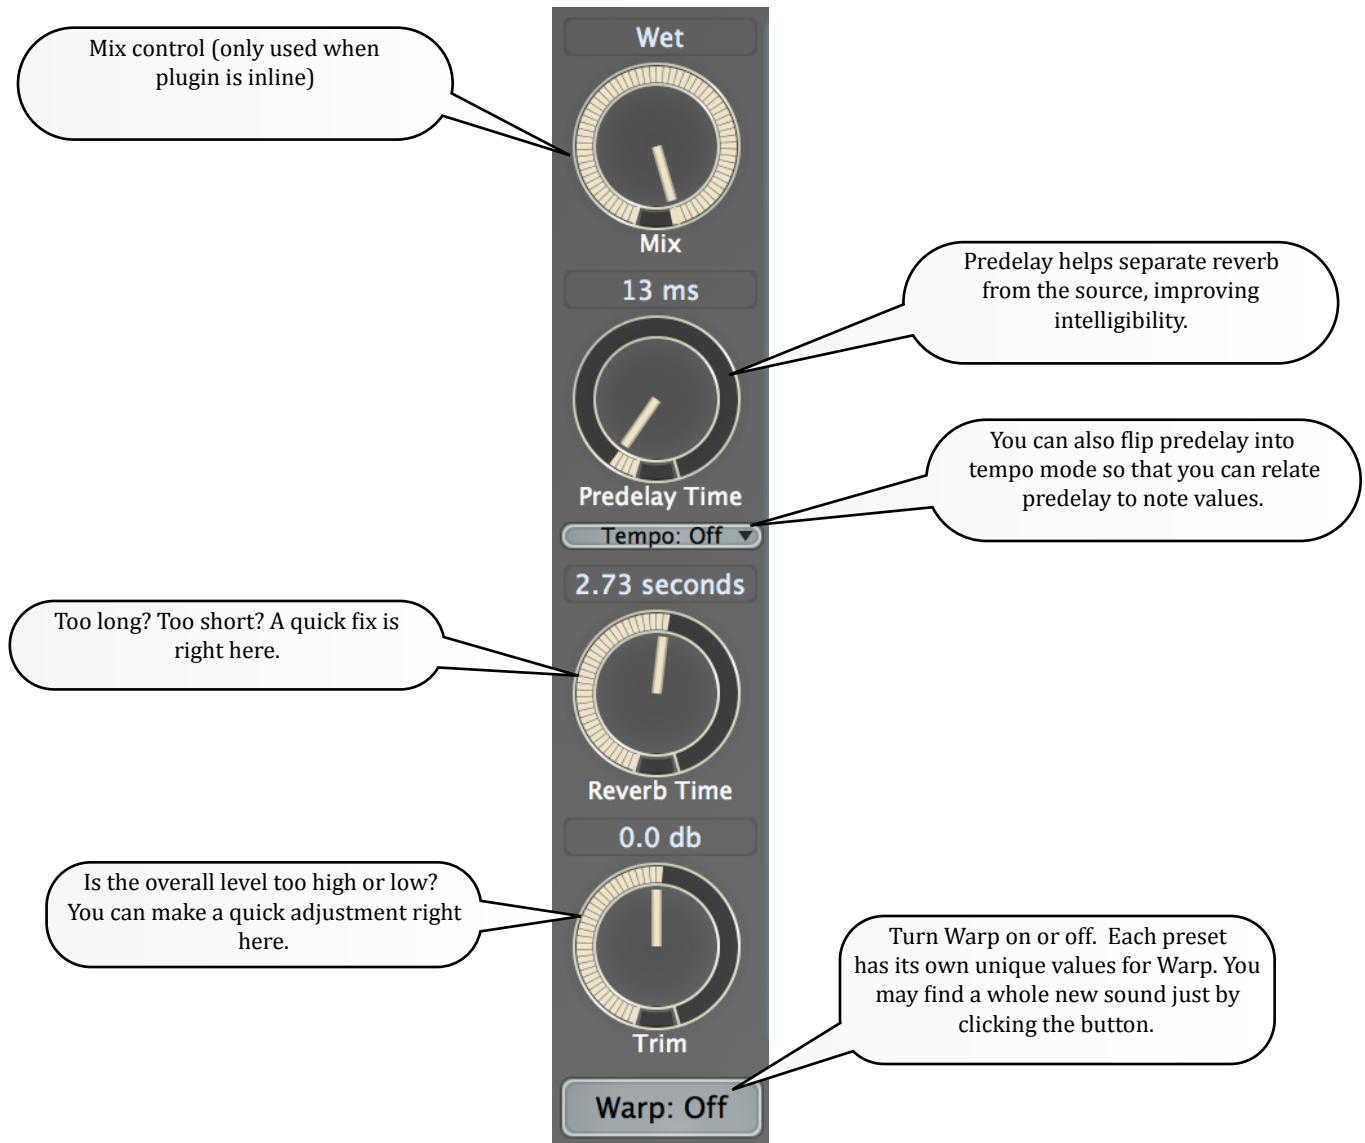 Wet
Mix control (only used when
plugin is inline)
Mix
Predelay helps separate reverb
from the source, improving
intelligibility.
13 ms
Predelay Time
You can also flip predelay into
tempo mode so that you can relate
predelay to note values.
Tempo: Off
2.73 seconds
Too long? Too short? A quick fix is
right here.
Reverb Time
0.0 db
Is the overall level too high or low?
You can make a quick adjustment right
here.
Trim
Turn Warp on or off.  Each preset
has its own unique values for Warp. You
may find a whole new sound just by
clicking the button.
Warp: Off